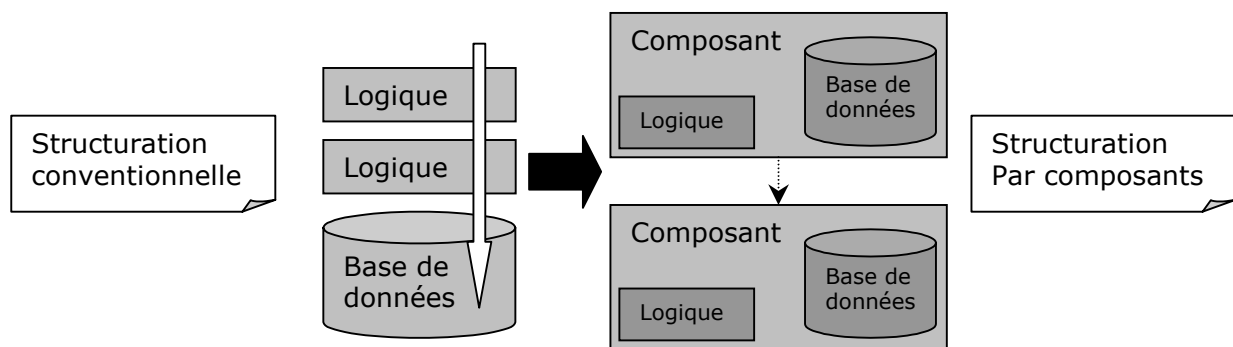 Structuration
conventionnelle
Logique
Logique
Base de
données
Composant
Logique
Base de
données
Composant
Logique
Base de
données
Structuration
Par composants